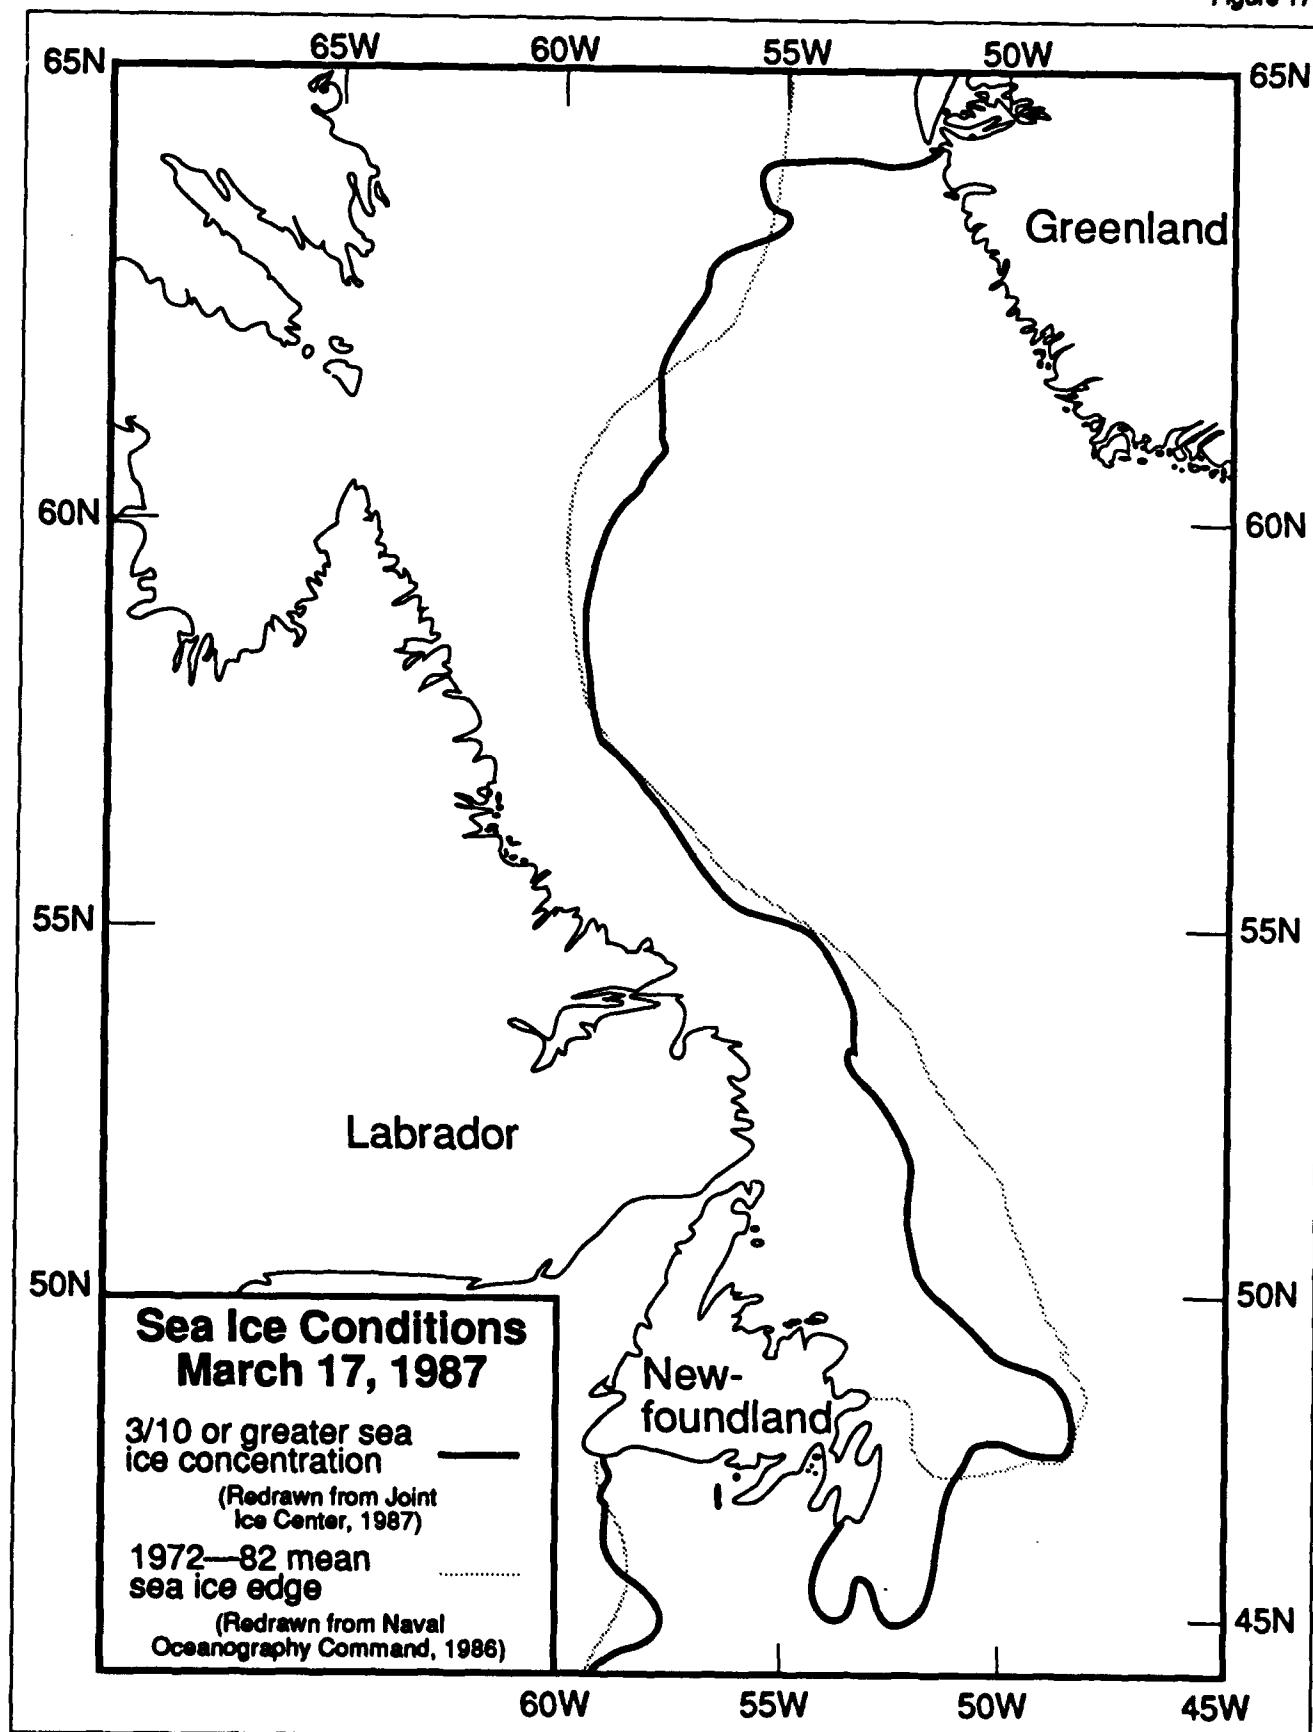 Figure 17
65W 60W 55W 50W
65N 65N
Greenland
60N 60N
55N 55N
Labrador
50N 50N
Sea Ice Conditions
March 17, 1987
3/10 or greater sea
ice concentration
(Redrawn from Joint
Ice Center, 1987)
1972—82 mean
sea ice edge
(Redrawn from Naval
Oceanography Command, 1986)
New-
foundland
45N
60W 55W 50W 45W